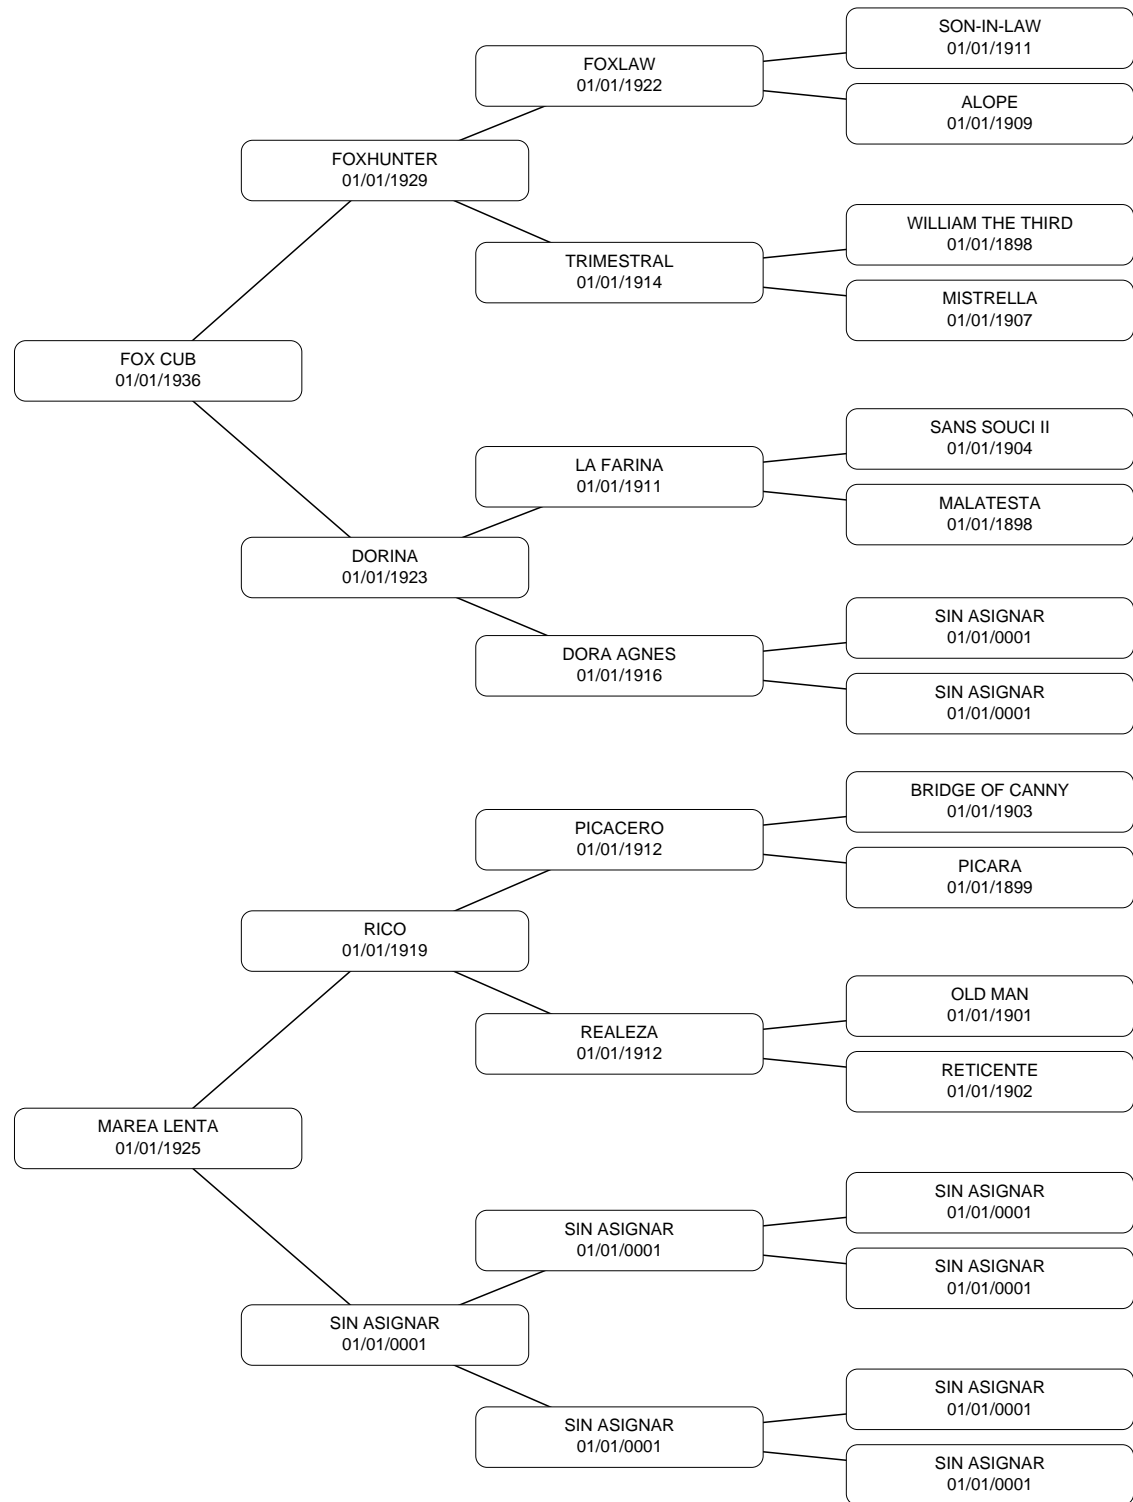 SON-IN-LAW
01/01/1911
FOXLAW
01/01/1922
ALOPE
01/01/1909
FOXHUNTER
01/01/1929
WILLIAM THE THIRD
01/01/1898
TRIMESTRAL
01/01/1914
MISTRELLA
01/01/1907
FOX CUB
01/01/1936
SANS SOUCI II
01/01/1904
LA FARINA
01/01/1911
MALATESTA
01/01/1898
DORINA
01/01/1923
SIN ASIGNAR
01/01/0001
DORA AGNES
01/01/1916
SIN ASIGNAR
01/01/0001
BRIDGE OF CANNY
01/01/1903
PICACERO
01/01/1912
PICARA
01/01/1899
RICO
01/01/1919
OLD MAN
01/01/1901
REALEZA
01/01/1912
RETICENTE
01/01/1902
MAREA LENTA
01/01/1925
SIN ASIGNAR
01/01/0001
SIN ASIGNAR
01/01/0001
SIN ASIGNAR
01/01/0001
SIN ASIGNAR
01/01/0001
SIN ASIGNAR
01/01/0001
SIN ASIGNAR
01/01/0001
SIN ASIGNAR
01/01/0001